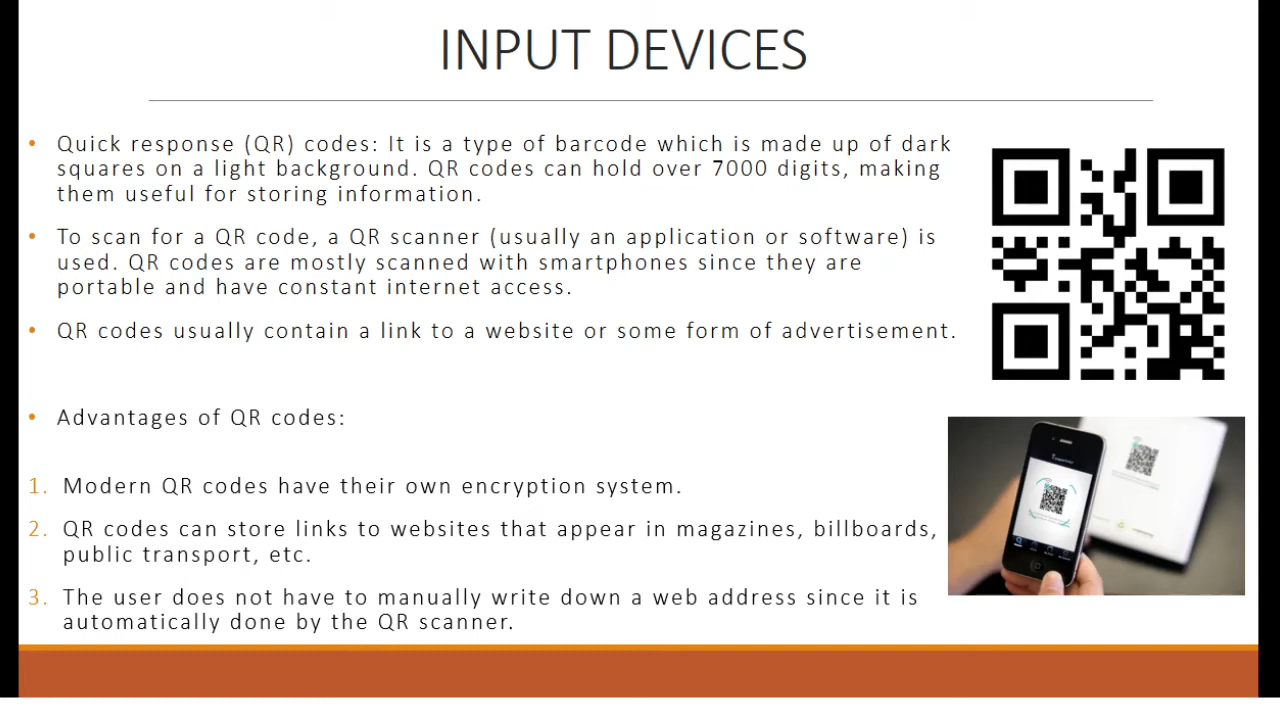 INPUT DEVICES
• Quick response (QR) codes: It is a type of barcode which is made up of dark
squares on a light background. QR codes can hold over 7000 digits, making
them useful for storing information.
• To scan for a QR code, a QR scanner (usually an application or software) is
used. QR codes are mostly scanned with smartphones since they are
portable and have constant internet access.
• QR codes usually contain a link to a website or some form of advertisement.
• Advantages of QR codes:
1. Modern QR codes have their own encryption system.
2. QR codes can store links to websites that appear in magazines, billboards,
public transport, etc.
3. The user does not have to manually write down a web address since it is
automatically done by the QR scanner.